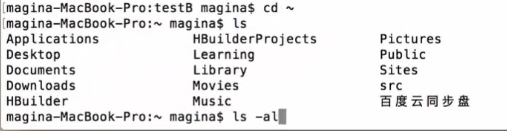 magina-MacBook-Pro:testB magina$ cd ~
magina-MacBook-Pro:~ magina$ ls
Applications HBuilderProjects Pictures
Desktop Learning Public
Documents Library Sites
Downloads Movies src
HBuilder Music 百度云同步盘
magina-MacBook-Pro:~ magina$ ls -al